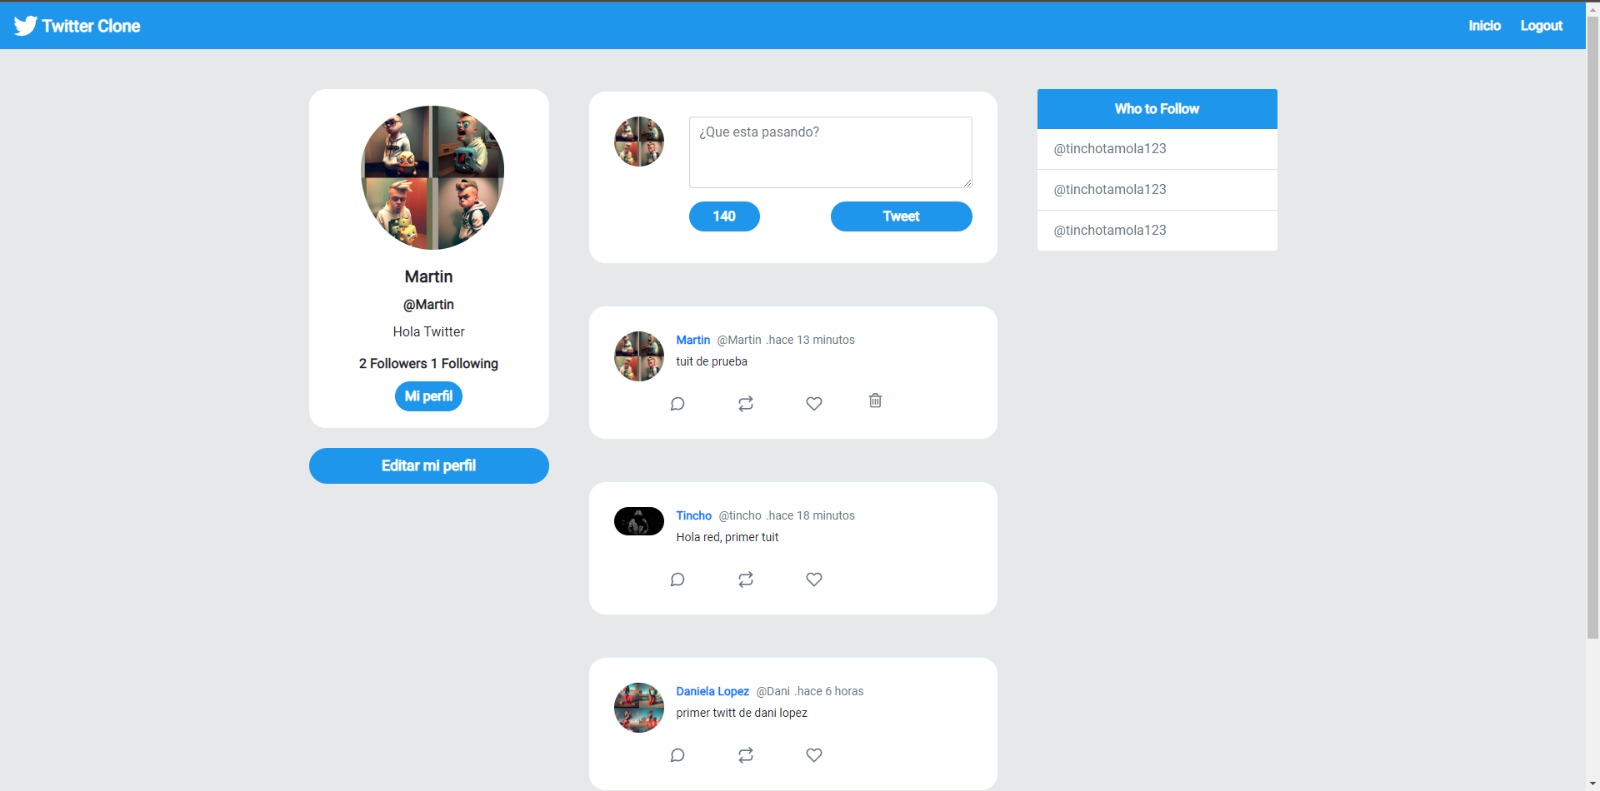 Twitter Clone
Inicio Logout
Martin
@Martin
Hola Twitter
2 Followers 1 Following
Mi perfil
Editar mi perfil
¿Que esta pasando?
140 Tweet
Martin @Martin .hace 13 minutos
tuit de prueba
Tincho @tincho .hace 18 minutos
Hola red, primer tuit
Daniela Lopez @Dani .hace 6 horas
primer twitt de dani lopez
Who to Follow
@tinchotamola123
@tinchotamola123
@tinchotamola123